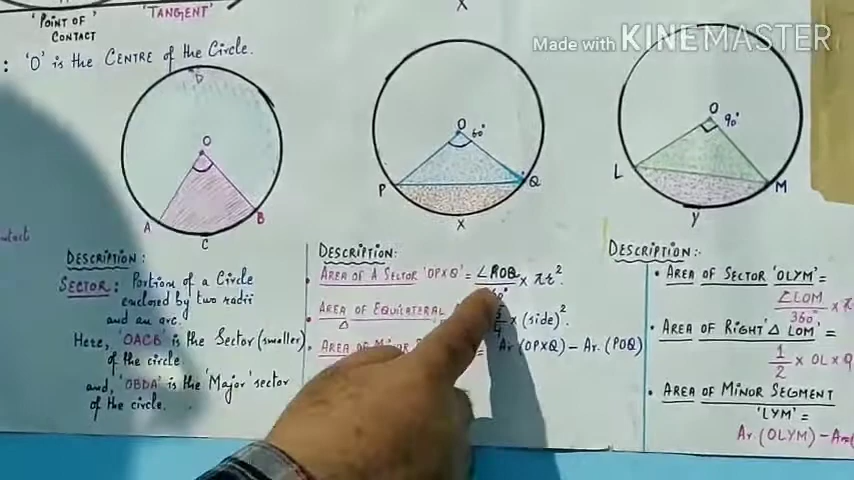 'POINT OF'
CONTACT
'TANGENT'
: 'O' is the CENTRE of the Circle.
X
Made with KINEMASTER
D
O
A
B
C
O
60°
P
Q
X
O
90°
L
M
Y
DESCRIPTION:
SECTOR: Portion of a Circle
enclosed by two radii
and an arc.
Here, 'OACB' is the Sector (smaller)
of the circle.
and, 'OBDA' is the 'Major' sector
of the circle.
DESCRIPTION:
AREA OF A SECTOR 'OPXQ' = ∠POQ × πr²
AREA OF EQUILATERAL
△
× (side)²
AREA OF MINOR
= Ar(OPXQ) – Ar. (POQ)
DESCRIPTION:-
AREA OF SECTOR 'OLYM' =
∠LOM × π
360°
AREA OF RIGHT △ LOM =
1/2 × OL ×
AREA OF MINOR SEGMENT
'LYM' =
Ar. (OLYM) –